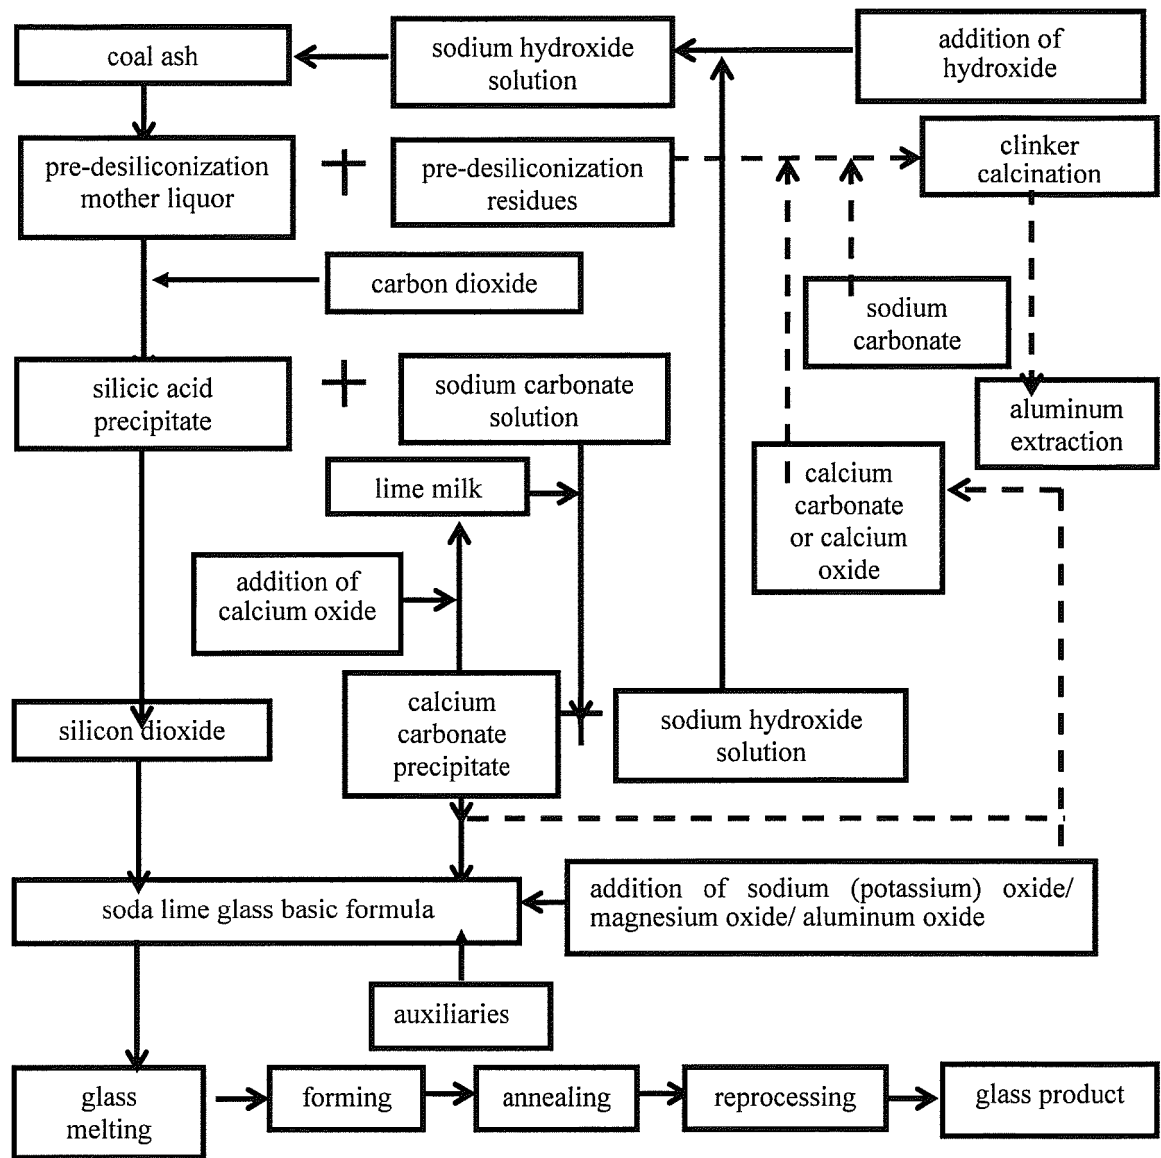 coal ash
sodium hydroxide
solution
addition of
hydroxide
pre-desiliconization
mother liquor
+
pre-desiliconization
residues
clinker
calcination
carbon dioxide
sodium
carbonate
silicic acid
precipitate
+
sodium carbonate
solution
aluminum
extraction
lime milk
calcium
carbonate
or calcium
oxide
addition of
calcium oxide
silicon dioxide
calcium
carbonate
precipitate
+
sodium hydroxide
solution
soda lime glass basic formula
addition of sodium (potassium) oxide/
magnesium oxide/ aluminum oxide
auxiliaries
glass
melting
forming
annealing
reprocessing
glass product